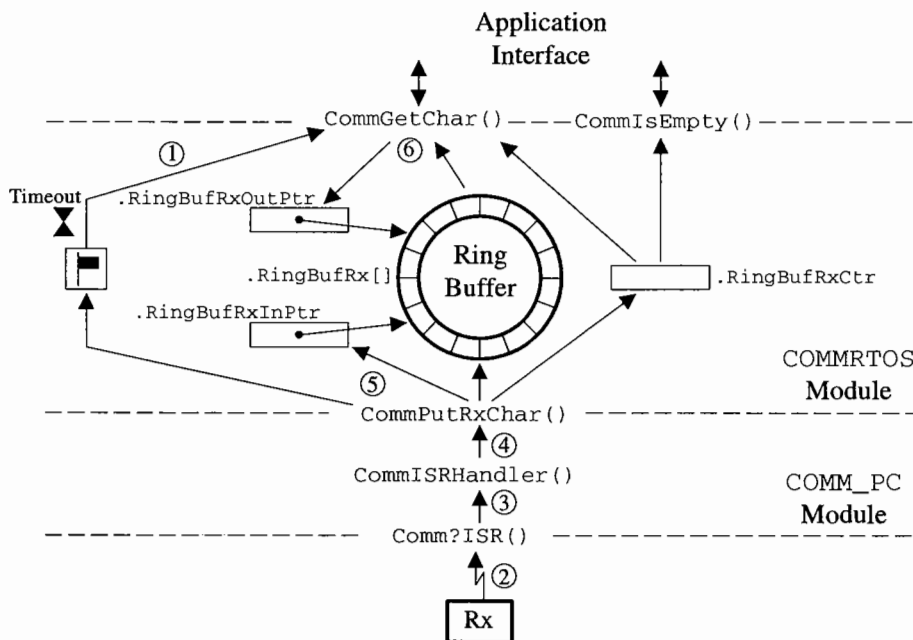 Application
Interface
CommGetChar()
CommIsEmpty()
①
⑥
Timeout
.RingBufRxOutPtr
.RingBufRx[]
Ring
Buffer
.RingBufRxCtr
.RingBufRxInPtr
⑤
COMMRTOS
Module
CommPutRxChar()
④
CommISRHandler()
③
COMM_PC
Module
Comm?ISR()
②
Rx